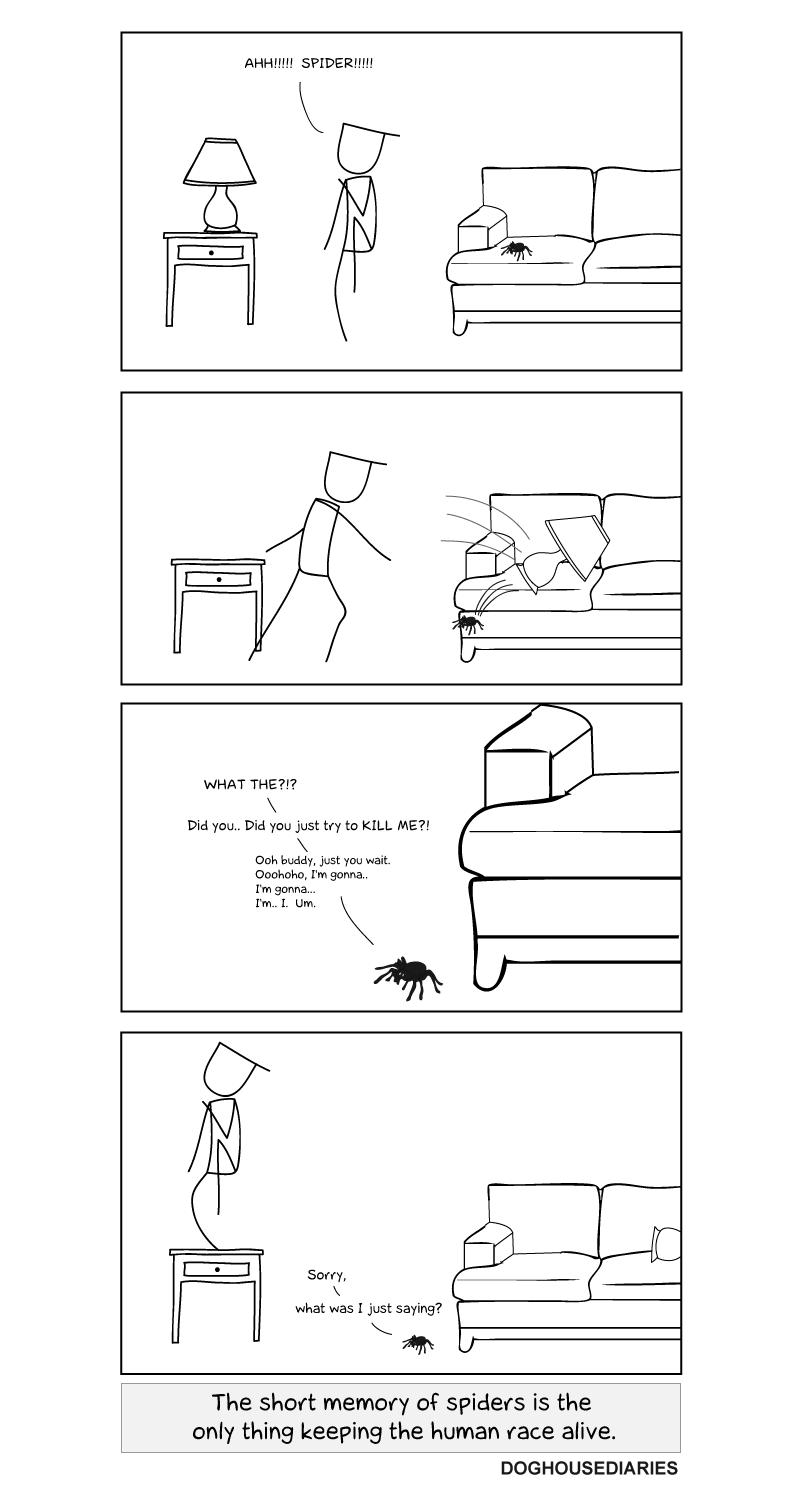 AHH!!!!!  SPIDER!!!!!
WHAT THE?!?
Did you.. Did you just try to KILL ME?!
Ooh buddy, just you wait.
Ooohoho, I'm gonna..
I'm gonna...
I'm.. I.  Um.
Sorry,
what was I just saying?
The short memory of spiders is the
only thing keeping the human race alive.
DOGHOUSEDIARIES